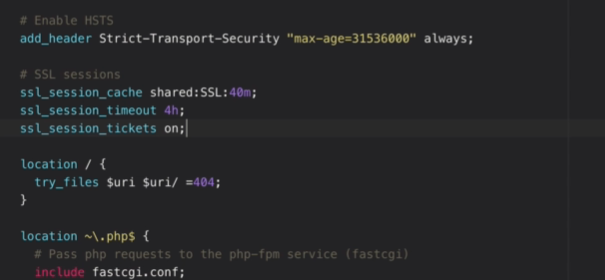 # Enable HSTS
add_header Strict-Transport-Security "max-age=31536000" always;
# SSL sessions
ssl_session_cache shared:SSL:40m;
ssl_session_timeout 4h;
ssl_session_tickets on;
location / {
try_files $uri $uri/ =404;
}
location ~\.php$ {
# Pass php requests to the php-fpm service (fastcgi)
include fastcgi.conf;